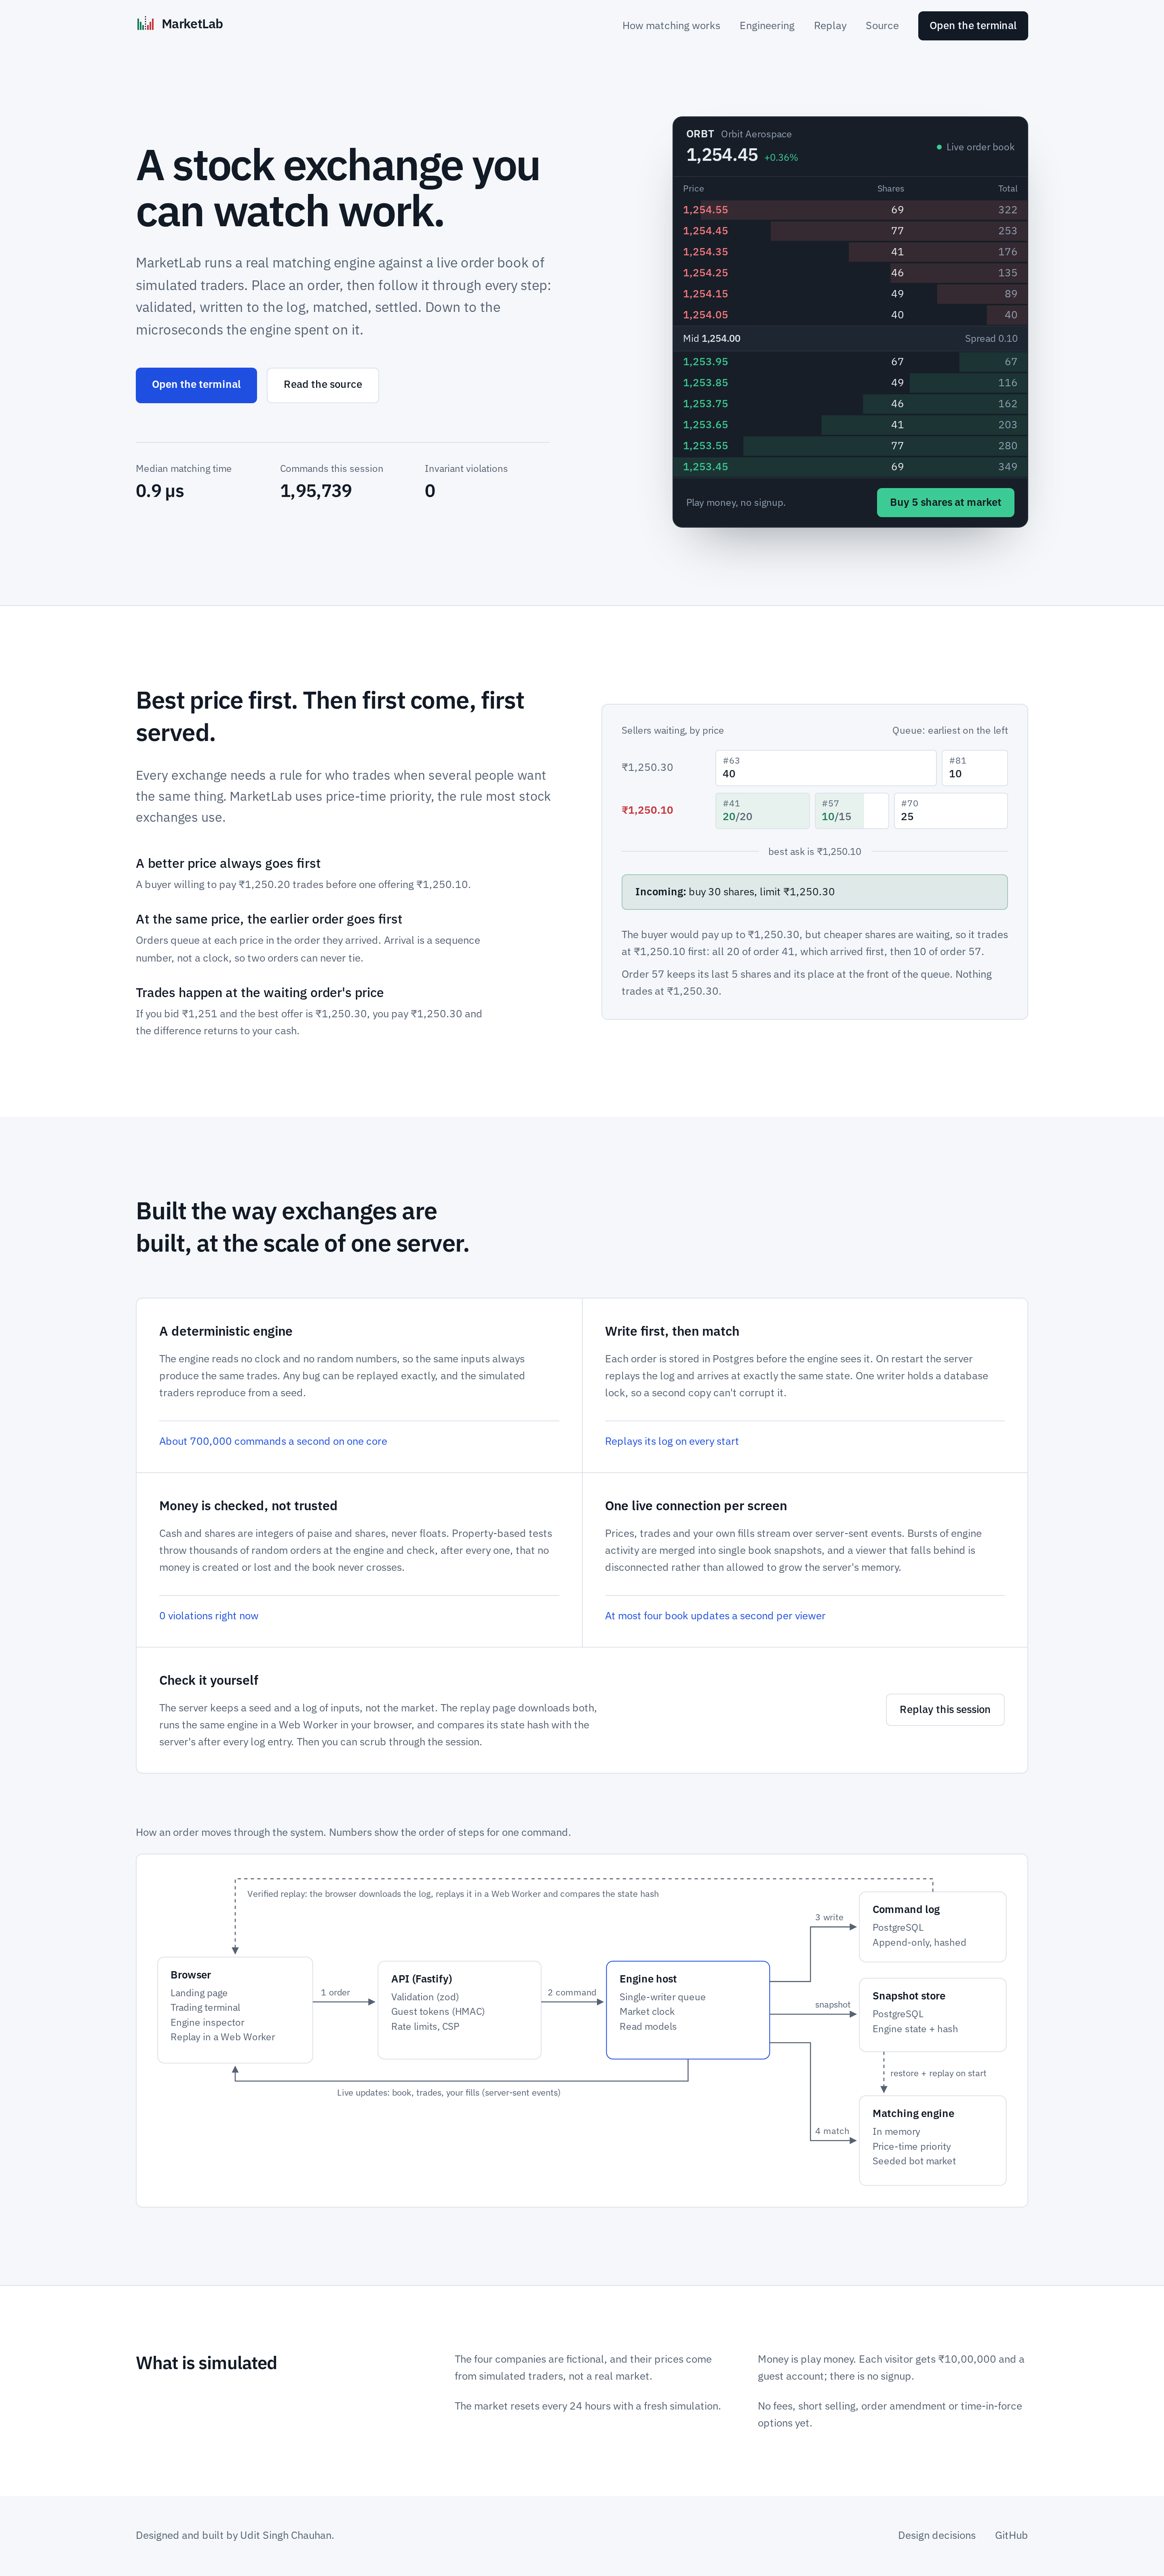 MarketLab
How matching works
Engineering
Replay
Source
Open the terminal
A stock exchange you
can watch work.
MarketLab runs a real matching engine against a live order book of
simulated traders. Place an order, then follow it through every step:
validated, written to the log, matched, settled. Down to the
microseconds the engine spent on it.
Open the terminal
Read the source
Median matching time
0.9 µs
Commands this session
1,95,739
Invariant violations
0
ORBT Orbit Aerospace
1,254.45 +0.36%
Live order book
Price Shares Total
1,254.55 69 322
1,254.45 77 253
1,254.35 41 176
1,254.25 46 135
1,254.15 49 89
1,254.05 40 40
Mid 1,254.00 Spread 0.10
1,253.95 67 67
1,253.85 49 116
1,253.75 46 162
1,253.65 41 203
1,253.55 77 280
1,253.45 69 349
Play money, no signup.
Buy 5 shares at market
Best price first. Then first come, first
served.
Every exchange needs a rule for who trades when several people want
the same thing. MarketLab uses price-time priority, the rule most stock
exchanges use.
A better price always goes first
A buyer willing to pay ₹1,250.20 trades before one offering ₹1,250.10.
At the same price, the earlier order goes first
Orders queue at each price in the order they arrived. Arrival is a sequence
number, not a clock, so two orders can never tie.
Trades happen at the waiting order's price
If you bid ₹1,251 and the best offer is ₹1,250.30, you pay ₹1,250.30 and
the difference returns to your cash.
Sellers waiting, by price
Queue: earliest on the left
₹1,250.30
#63
40
#81
10
₹1,250.10
#41
20/20
#57
10/15
#70
25
best ask is ₹1,250.10
Incoming: buy 30 shares, limit ₹1,250.30
The buyer would pay up to ₹1,250.30, but cheaper shares are waiting, so it trades
at ₹1,250.10 first: all 20 of order 41, which arrived first, then 10 of order 57.
Order 57 keeps its last 5 shares and its place at the front of the queue. Nothing
trades at ₹1,250.30.
Built the way exchanges are
built, at the scale of one server.
A deterministic engine
The engine reads no clock and no random numbers, so the same inputs always
produce the same trades. Any bug can be replayed exactly, and the simulated
traders reproduce from a seed.
About 700,000 commands a second on one core
Write first, then match
Each order is stored in Postgres before the engine sees it. On restart the server
replays the log and arrives at exactly the same state. One writer holds a database
lock, so a second copy can't corrupt it.
Replays its log on every start
Money is checked, not trusted
Cash and shares are integers of paise and shares, never floats. Property-based tests
throw thousands of random orders at the engine and check, after every one, that no
money is created or lost and the book never crosses.
0 violations right now
One live connection per screen
Prices, trades and your own fills stream over server-sent events. Bursts of engine
activity are merged into single book snapshots, and a viewer that falls behind is
disconnected rather than allowed to grow the server's memory.
At most four book updates a second per viewer
Check it yourself
The server keeps a seed and a log of inputs, not the market. The replay page downloads both,
runs the same engine in a Web Worker in your browser, and compares its state hash with the
server's after every log entry. Then you can scrub through the session.
Replay this session
How an order moves through the system. Numbers show the order of steps for one command.
Verified replay: the browser downloads the log, replays it in a Web Worker and compares the state hash
Browser
Landing page
Trading terminal
Engine inspector
Replay in a Web Worker
1 order
API (Fastify)
Validation (zod)
Guest tokens (HMAC)
Rate limits, CSP
2 command
Engine host
Single-writer queue
Market clock
Read models
3 write
Command log
PostgreSQL
Append-only, hashed
snapshot
Snapshot store
PostgreSQL
Engine state + hash
restore + replay on start
4 match
Matching engine
In memory
Price-time priority
Seeded bot market
Live updates: book, trades, your fills (server-sent events)
What is simulated
The four companies are fictional, and their prices come
from simulated traders, not a real market.
The market resets every 24 hours with a fresh simulation.
Money is play money. Each visitor gets ₹10,00,000 and a
guest account; there is no signup.
No fees, short selling, order amendment or time-in-force
options yet.
Designed and built by Udit Singh Chauhan.
Design decisions
GitHub